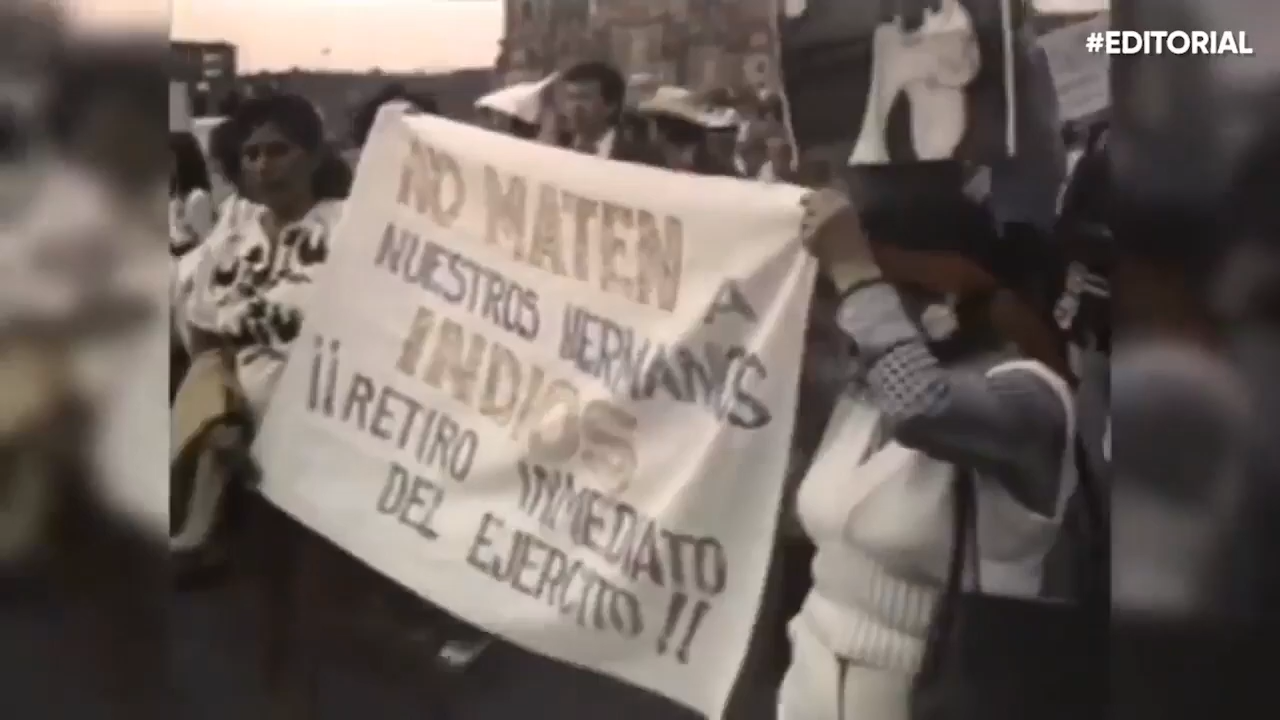 #EDITORIAL
NO MATEN A
NUESTROS HERMANOS
INDIOS
¡¡RETIRO INMEDIATO
DEL EJERCITO!!